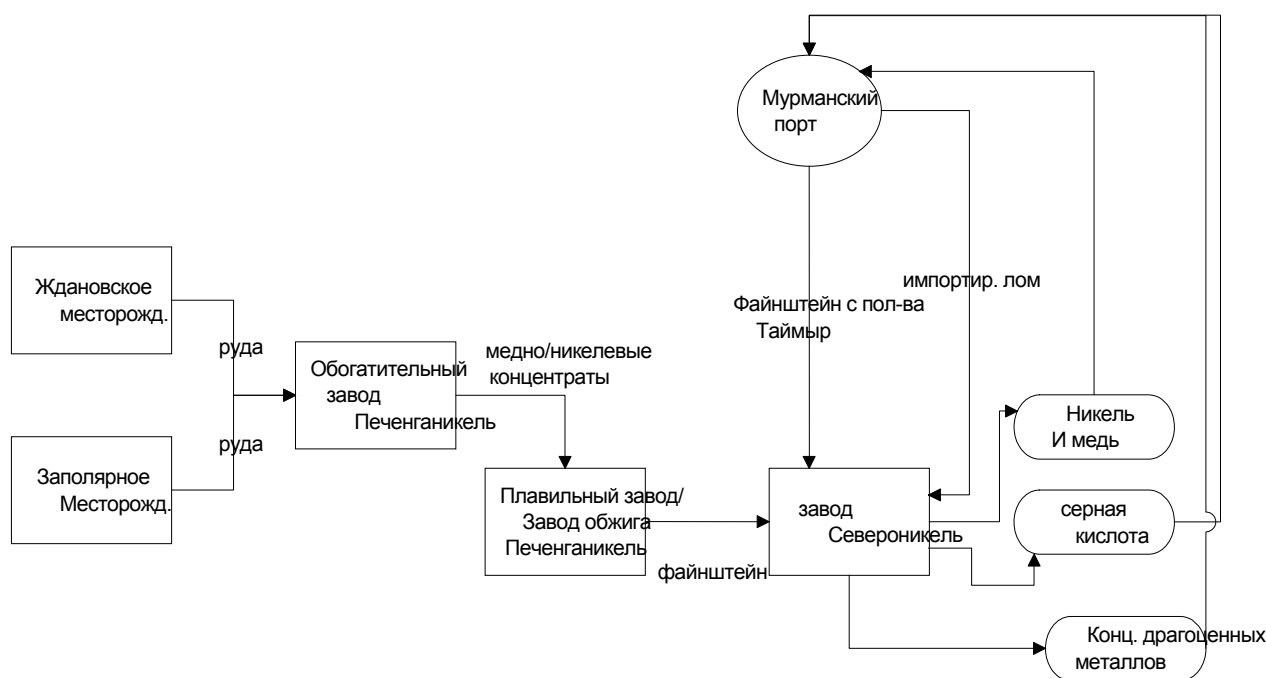 Мурманский
порт
импортир. лом
Файнштейн с пол-ва
Таймыр
Ждановское
месторожд.
руда
Обогатительный
завод
Печенганикель
медно/никелевые
концентраты
руда
Заполярное
Месторожд.
Плавильный завод/
Завод обжига
Печенганикель
файнштейн
завод
Североникель
Никель
И медь
серная
кислота
Конц. драгоценных
металлов